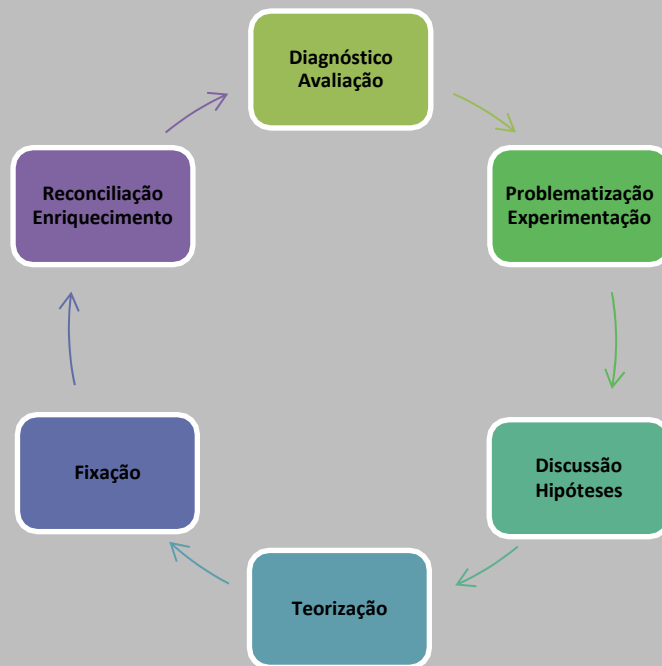 Diagnóstico
Avaliação
Problematização
Experimentação
Discussão
Hipóteses
Teorização
Fixação
Reconciliação
Enriquecimento